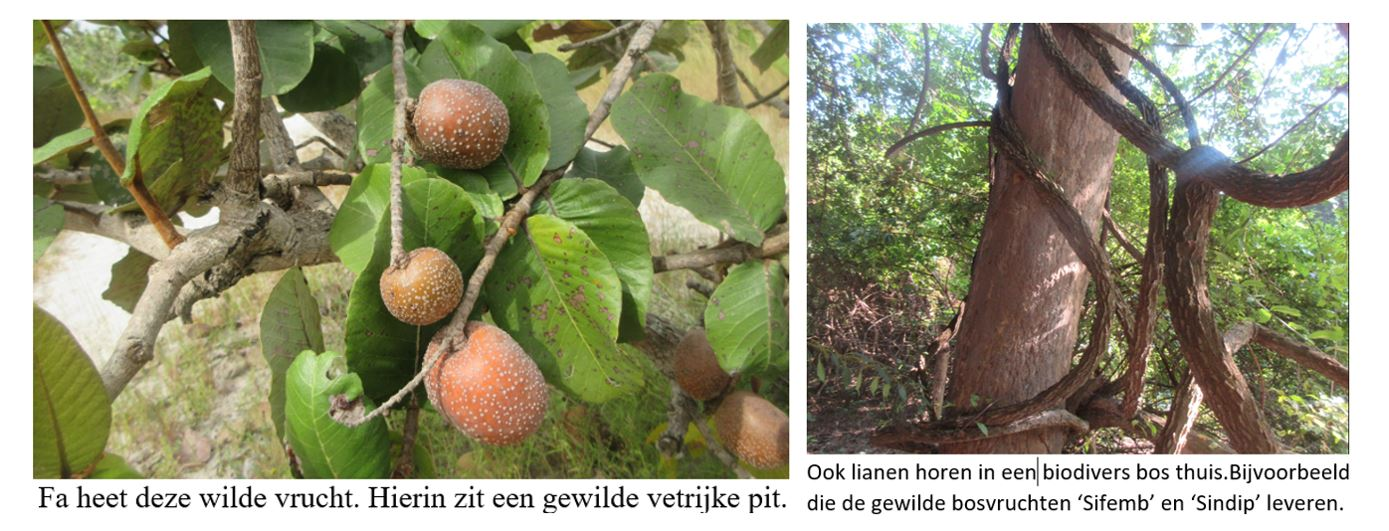 Fa heet deze wilde vrucht. Hierin zit een gewilde vetrijke pit.
Ook lianen horen in een biodivers bos thuis.Bijvoorbeeld
die de gewilde bosvruchten ‘Sifemb’ en ‘Sindip’ leveren.